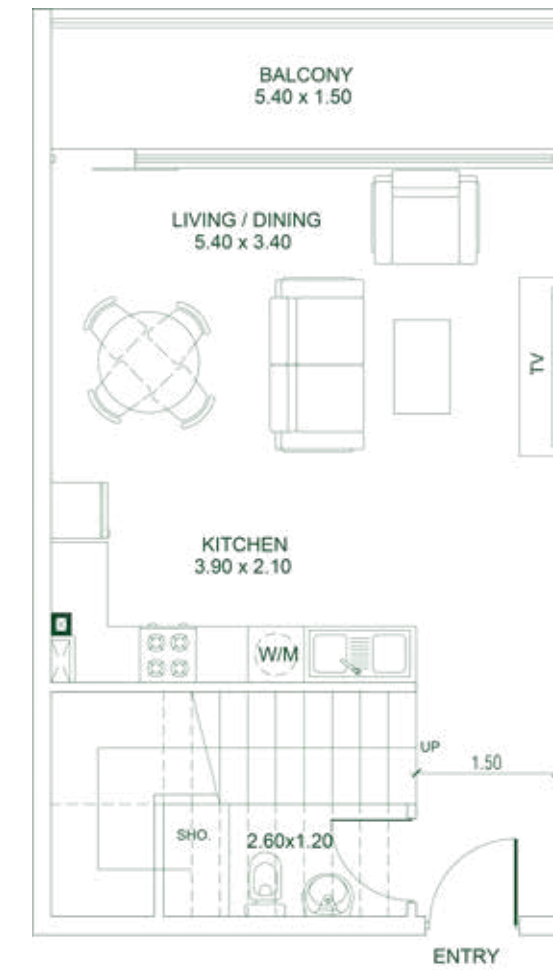 BALCONY
5.40 x 1.50
LIVING / DINING
5.40 x 3.40
TV
KITCHEN
3.90 x 2.10
W/M
UP
1.50
SHO.
2.60x1.20
ENTRY